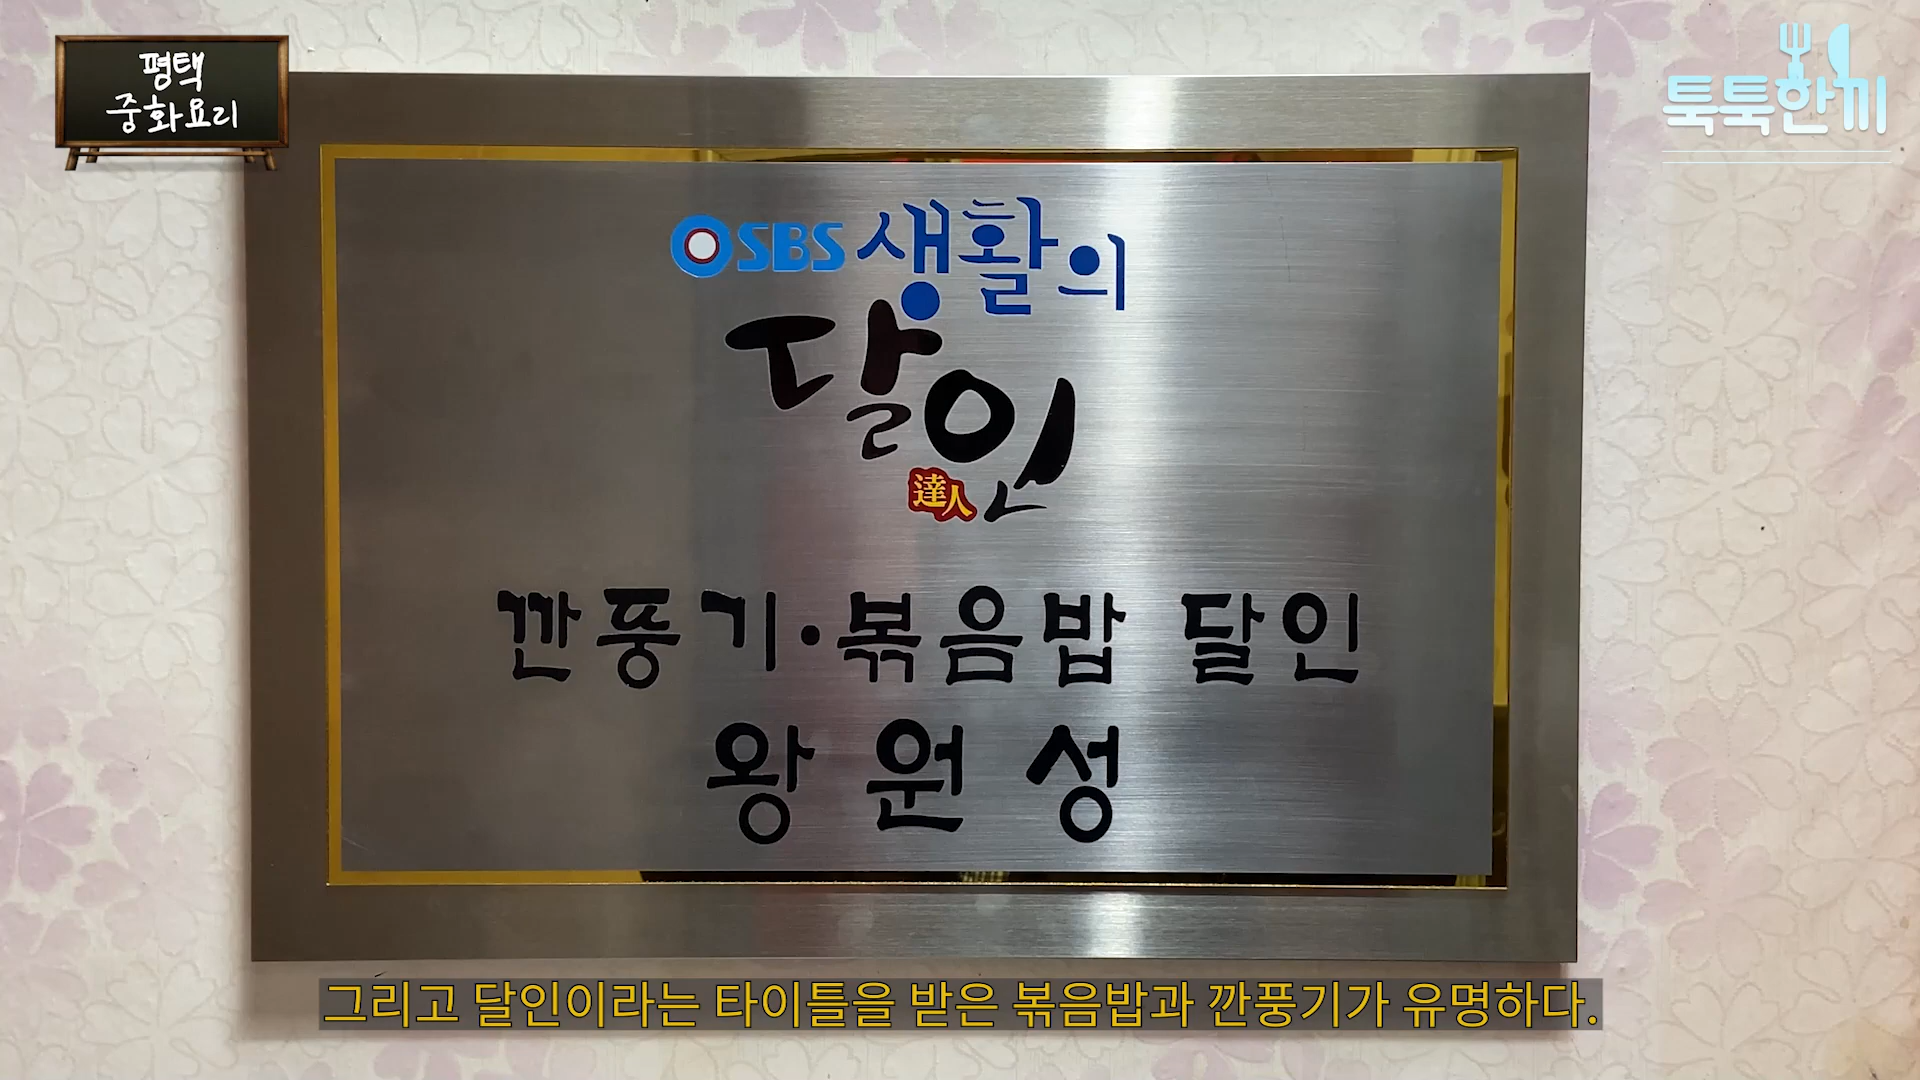 평택
중화요리
툭툭한끼
SBS 생활의
달인
達人
깐풍기·볶음밥 달인
왕원성
그리고 달인이라는 타이틀을 받은 볶음밥과 깐풍기가 유명하다.